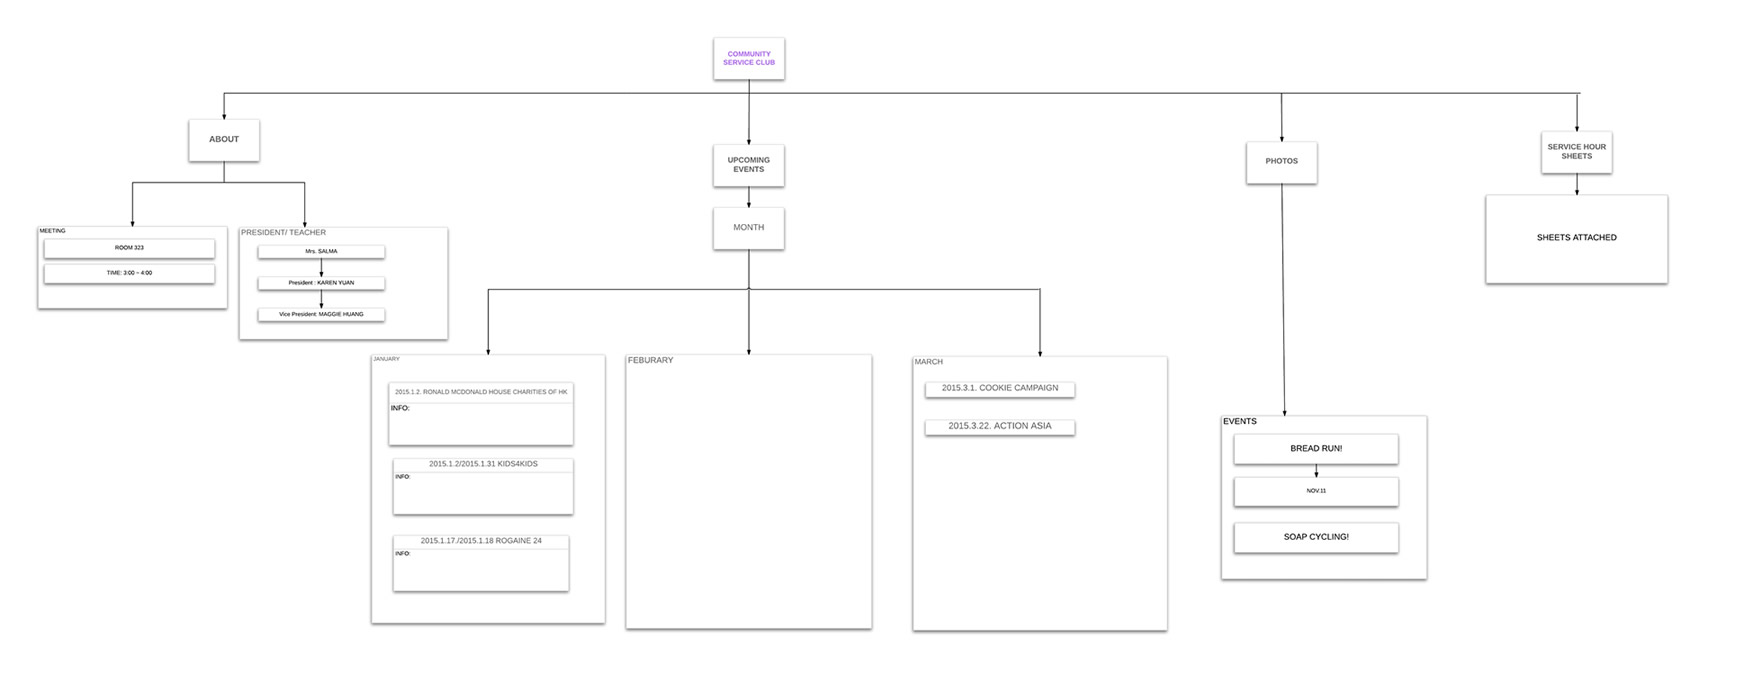 COMMUNITY
SERVICE CLUB
ABOUT
UPCOMING
EVENTS
PHOTOS
SERVICE HOUR
SHEETS
MONTH
MEETING
ROOM 323
TIME: 3:00 ~ 4:00
PRESIDENT/ TEACHER
Mrs. SALMA
President : KAREN YUAN
Vice President: MAGGIE HUANG
SHEETS ATTACHED
JANUARY
2015.1.2. RONALD MCDONALD HOUSE CHARITIES OF HK
INFO:
2015.1.2/2015.1.31 KIDS4KIDS
INFO:
2015.1.17./2015.1.18 ROGAINE 24
INFO:
FEBURARY
MARCH
2015.3.1. COOKIE CAMPAIGN
2015.3.22. ACTION ASIA
EVENTS
BREAD RUN!
NOV.11
SOAP CYCLING!